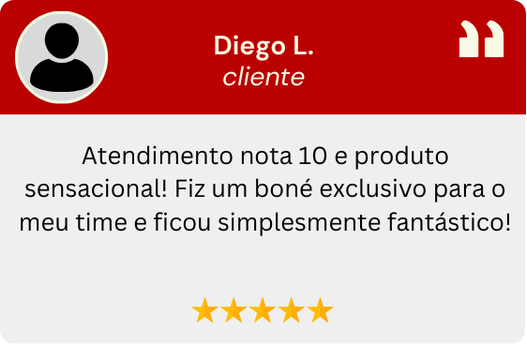 Diego L.
cliente
Atendimento nota 10 e produto
sensacional! Fiz um boné exclusivo para o
meu time e ficou simplesmente fantástico!